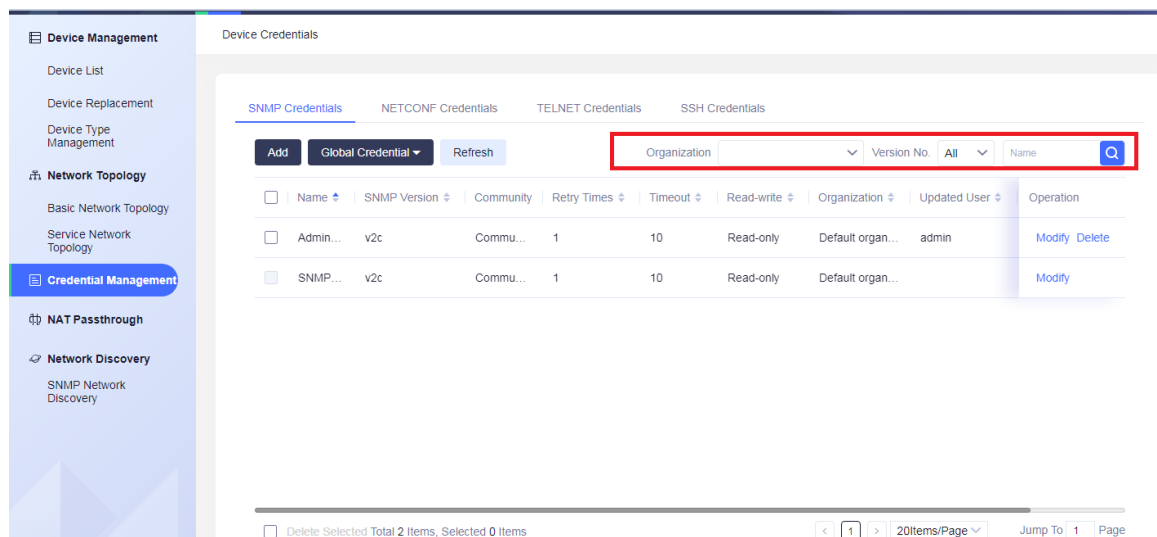 Device Management
Device List
Device Replacement
Device Type
Management
Network Topology
Basic Network Topology
Service Network
Topology
Credential Management
NAT Passthrough
Network Discovery
SNMP Network
Discovery
Device Credentials
SNMP Credentials NETCONF Credentials TELNET Credentials SSH Credentials
Add Global Credential Refresh Organization Version No. All Name
Name SNMP Version Community Retry Times Timeout Read-write Organization Updated User Operation
Admin... v2c Commu... 1 10 Read-only Default organ... admin Modify Delete
SNMP... v2c Commu... 1 10 Read-only Default organ... Modify
Delete Selected Total 2 Items, Selected 0 Items < 1 > 20Items/Page Jump To 1 Page